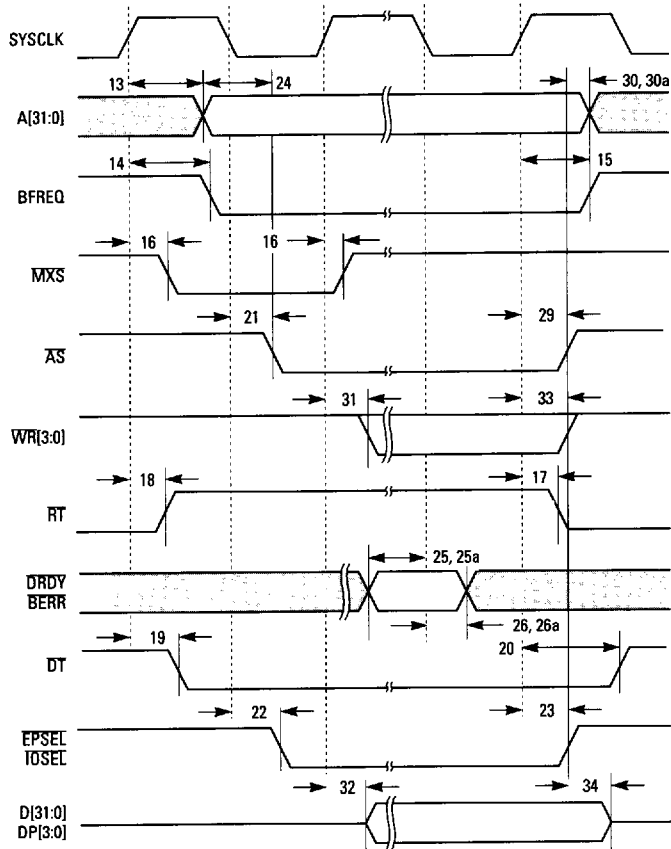 SYSCLK
13
24
30, 30a
A[31:0]
14
15
BFREQ
16
16
MXS
21
29
AS
31
33
WR[3:0]
18
17
RT
25, 25a
DRDY
BERR
26, 26a
19
20
DT
22
23
EPSEL
IOSEL
32
34
D[31:0]
DP[3:0]